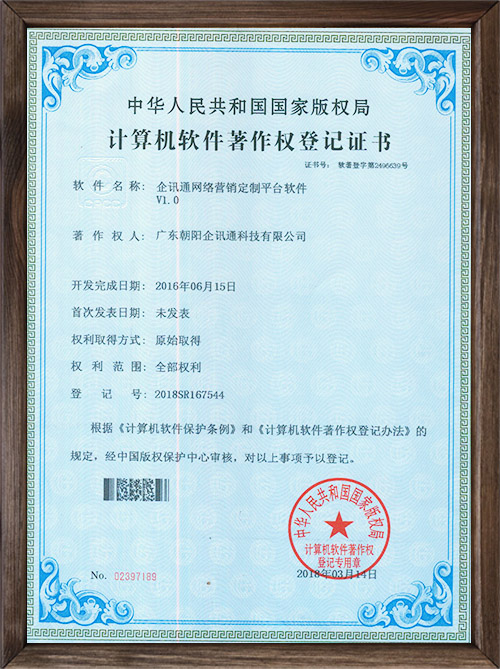 中华人民共和国国家版权局
计算机软件著作权登记证书
证书号： 软著登字第2496639号
软件名称： 企讯通网络营销定制平台软件
V1.0
著作权人： 广东朝阳企讯通科技有限公司
开发完成日期： 2016年06月15日
首次发表日期： 未发表
权利取得方式： 原始取得
权利范围： 全部权利
登记号： 2018SR167544
根据《计算机软件保护条例》和《计算机软件著作权登记办法》的
规定，经中国版权保护中心审核，对以上事项予以登记。
中华人民共和国国家版权局
计算机软件著作权
登记专用章
No. 02397189
2018年03月14日